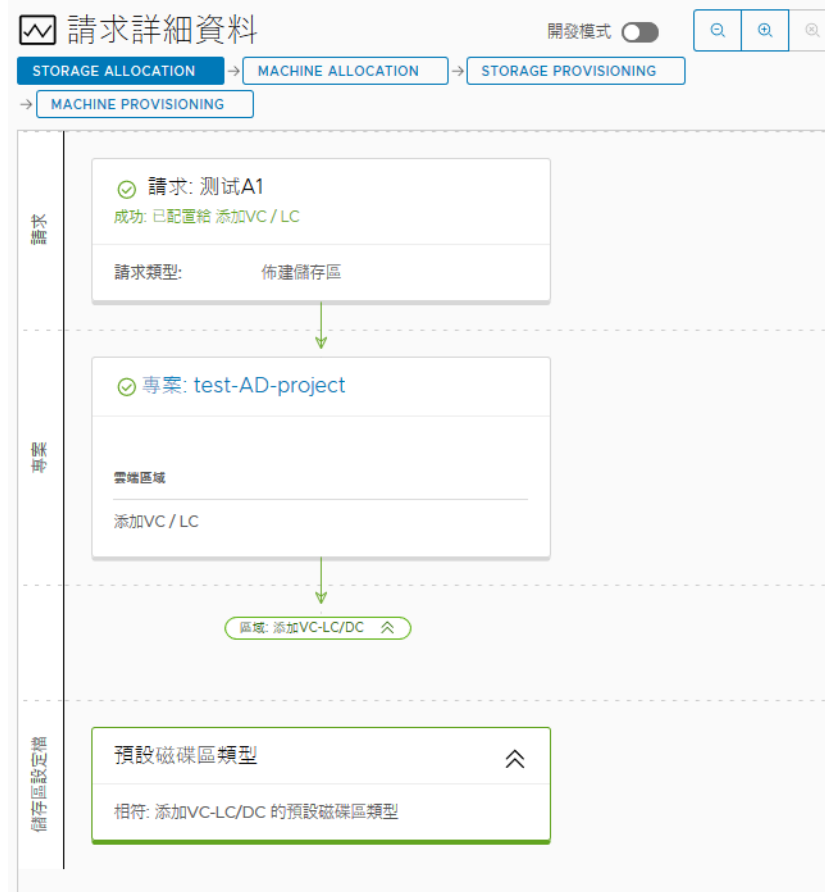 請求詳細資料
開發模式
STORAGE ALLOCATION → MACHINE ALLOCATION → STORAGE PROVISIONING
→ MACHINE PROVISIONING
請求
請求: 测试A1
成功: 已配置給 添加VC / LC
請求類型: 佈建儲存區
專案
專案: test-AD-project
雲端區域
添加VC / LC
區域: 添加VC-LC/DC
儲存區設定檔
預設磁碟區類型
相符: 添加VC-LC/DC 的預設磁碟區類型